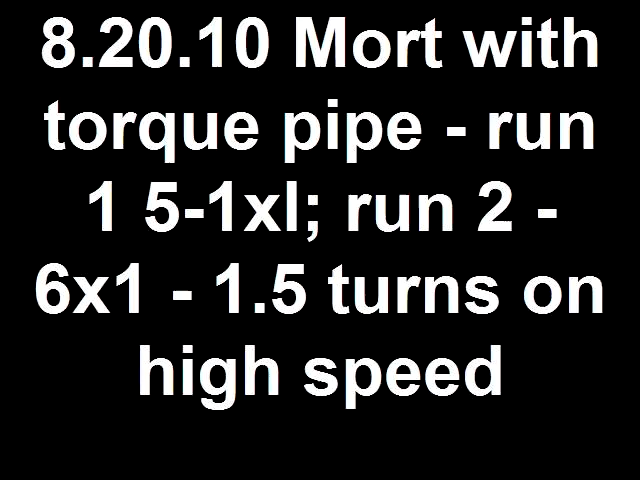 8.20.10 Mort with
torque pipe - run
1 5-1xl; run 2 -
6x1 - 1.5 turns on
high speed